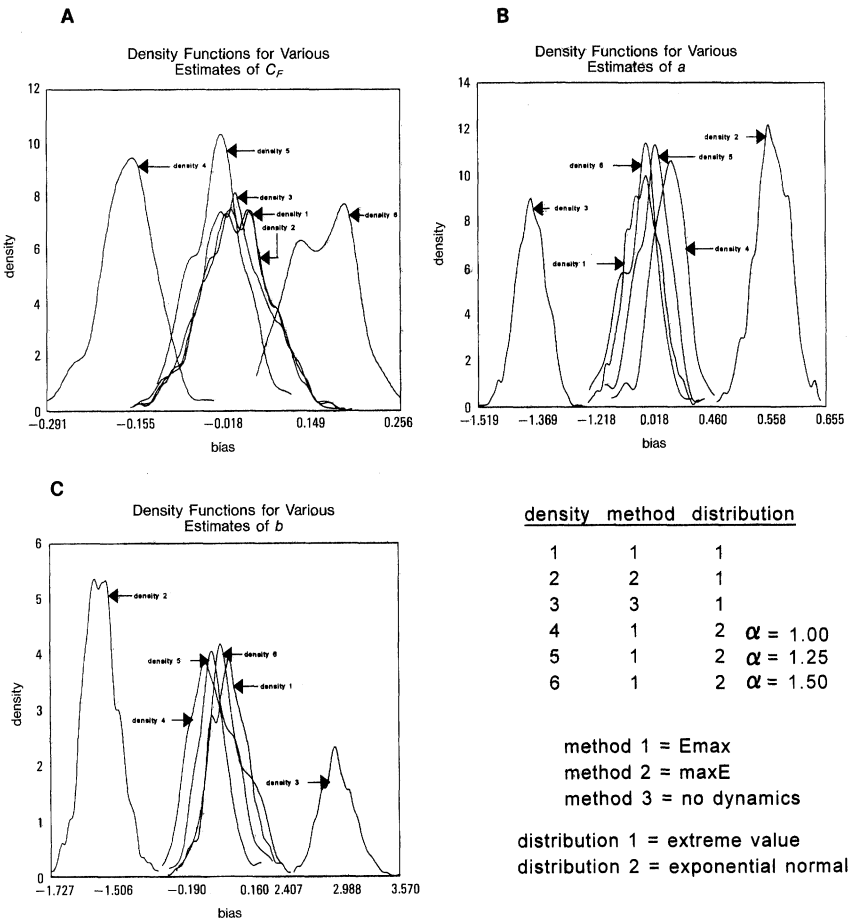 A
Density Functions for Various
Estimates of C_F
12
10
8
6
4
2
0
density
density 4
density 5
density 3
density 1
density 2
density 6
−0.291
−0.155
−0.018
0.149
0.256
bias
B
Density Functions for Various
Estimates of a
14
12
10
8
6
4
2
0
density
density 2
density 6
density 5
density 3
density 4
density 1
−1.519
−1.369
−1.218
0.018
0.460
0.558
0.655
bias
C
Density Functions for Various
Estimates of b
6
5
4
3
2
1
0
density
density 2
density 5
density 6
density 1
density 4
density 3
−1.727
−1.506
−0.190
0.160
2.407
2.988
3.570
bias
density method distribution
1 1 1
2 2 1
3 3 1
4 1 2 α = 1.00
5 1 2 α = 1.25
6 1 2 α = 1.50
method 1 = Emax
method 2 = maxE
method 3 = no dynamics
distribution 1 = extreme value
distribution 2 = exponential normal